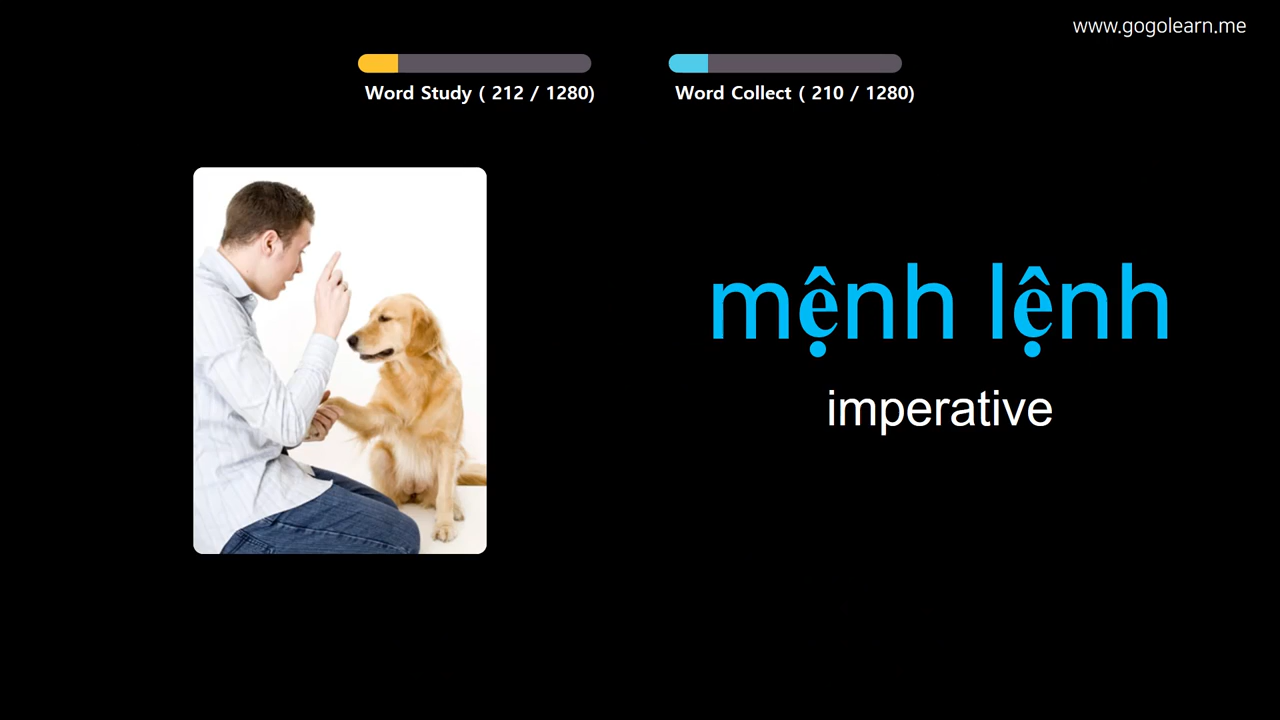 www.gogolearn.me
Word Study ( 212 / 1280)
Word Collect ( 210 / 1280)
mệnh lệnh
imperative